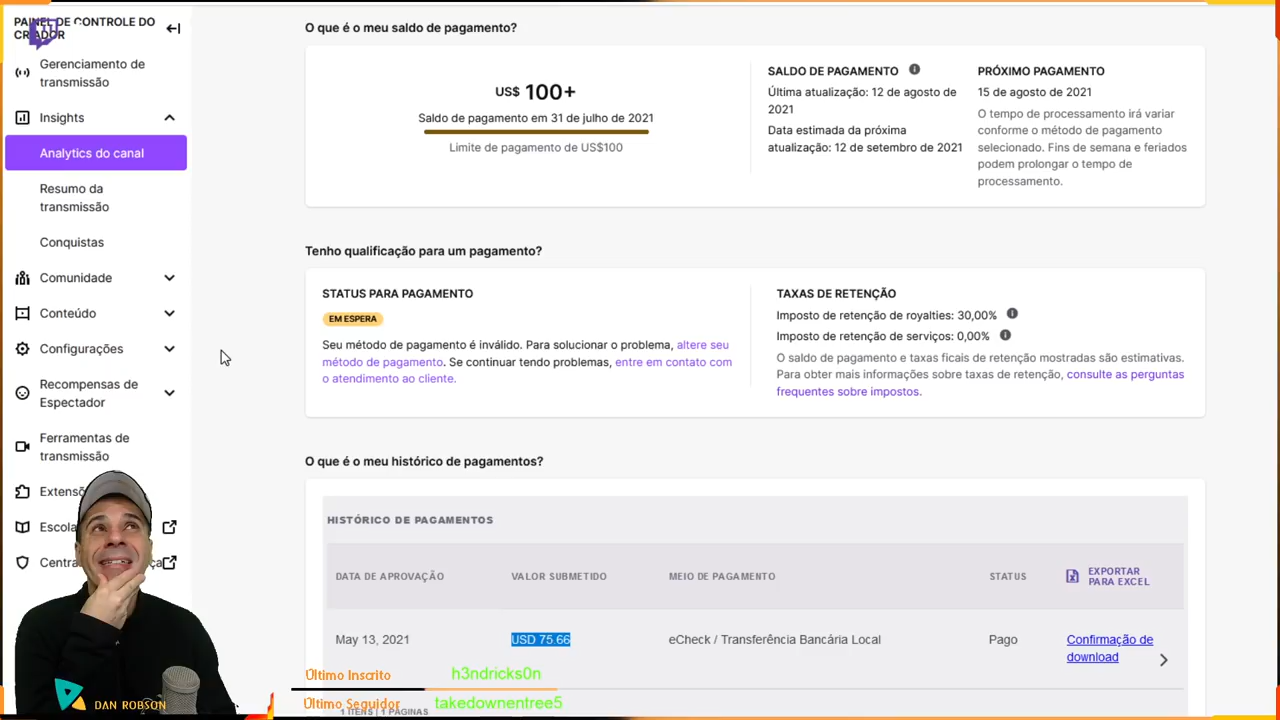 PAINEL DE CONTROLE DO
CRIADOR
Gerenciamento de
transmissão
Insights
Analytics do canal
Resumo da
transmissão
Conquistas
Comunidade
Conteúdo
Configurações
Recompensas de
Espectador
Ferramentas de
transmissão
O que é o meu saldo de pagamento?
US$ 100+
Saldo de pagamento em 31 de julho de 2021
Limite de pagamento de US$100
SALDO DE PAGAMENTO
Última atualização: 12 de agosto de
2021
Data estimada da próxima
atualização: 12 de setembro de 2021
PRÓXIMO PAGAMENTO
15 de agosto de 2021
O tempo de processamento irá variar
conforme o método de pagamento
selecionado. Fins de semana e feriados
podem prolongar o tempo de
processamento.
Tenho qualificação para um pagamento?
STATUS PARA PAGAMENTO
EM ESPERA
Seu método de pagamento é inválido. Para solucionar o problema, altere seu
método de pagamento. Se continuar tendo problemas, entre em contato com
o atendimento ao cliente.
TAXAS DE RETENÇÃO
Imposto de retenção de royalties: 30,00%
Imposto de retenção de serviços: 0,00%
O saldo de pagamento e taxas ficais de retenção mostradas são estimativas.
Para obter mais informações sobre taxas de retenção, consulte as perguntas
frequentes sobre impostos.
O que é o meu histórico de pagamentos?
HISTÓRICO DE PAGAMENTOS
DATA DE APROVAÇÃO
VALOR SUBMETIDO
MEIO DE PAGAMENTO
STATUS
EXPORTAR
PARA EXCEL
May 13, 2021
USD 75.66
eCheck / Transferência Bancária Local
Pago
Confirmação de
download
Último Inscrito
h3ndricks0n
Último Seguidor
takedownentree5
1 ITENS | 1 PÁGINAS
DAN ROBSON